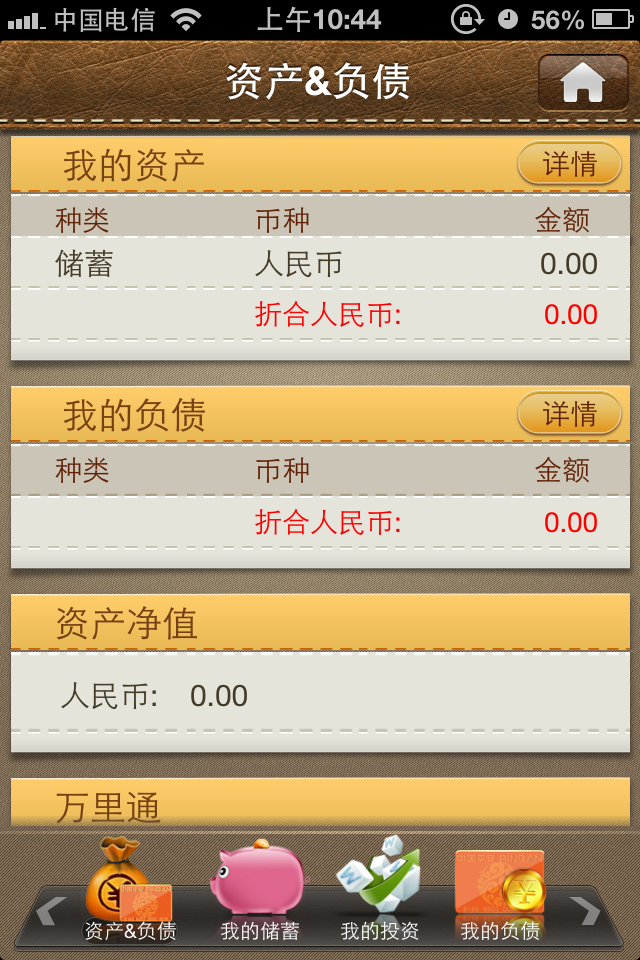 中国电信 上午10:44 56%
资产&负债
我的资产 详情
种类 币种 金额
储蓄 人民币 0.00
折合人民币: 0.00
我的负债 详情
种类 币种 金额
折合人民币: 0.00
资产净值
人民币: 0.00
万里通
资产&负债 我的储蓄 我的投资 我的负债